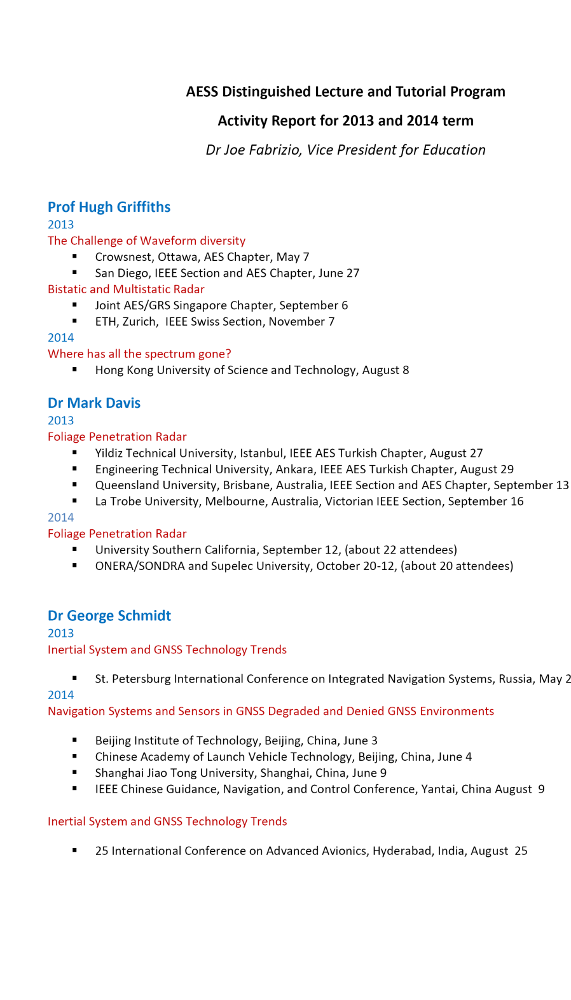 AESS Distinguished Lecture and Tutorial Program
Activity Report for 2013 and 2014 term
Dr Joe Fabrizio, Vice President for Education
Prof Hugh Griffiths
2013
The Challenge of Waveform diversity
▪ Crowsnest, Ottawa, AES Chapter, May 7
▪ San Diego, IEEE Section and AES Chapter, June 27
Bistatic and Multistatic Radar
▪ Joint AES/GRS Singapore Chapter, September 6
▪ ETH, Zurich,  IEEE Swiss Section, November 7
2014
Where has all the spectrum gone?
▪ Hong Kong University of Science and Technology, August 8
Dr Mark Davis
2013
Foliage Penetration Radar
▪ Yildiz Technical University, Istanbul, IEEE AES Turkish Chapter, August 27
▪ Engineering Technical University, Ankara, IEEE AES Turkish Chapter, August 29
▪ Queensland University, Brisbane, Australia, IEEE Section and AES Chapter, September 13
▪ La Trobe University, Melbourne, Australia, Victorian IEEE Section, September 16
2014
Foliage Penetration Radar
▪ University Southern California, September 12, (about 22 attendees)
▪ ONERA/SONDRA and Supelec University, October 20-12, (about 20 attendees)
Dr George Schmidt
2013
Inertial System and GNSS Technology Trends
▪ St. Petersburg International Conference on Integrated Navigation Systems, Russia, May 2
2014
Navigation Systems and Sensors in GNSS Degraded and Denied GNSS Environments
▪ Beijing Institute of Technology, Beijing, China, June 3
▪ Chinese Academy of Launch Vehicle Technology, Beijing, China, June 4
▪ Shanghai Jiao Tong University, Shanghai, China, June 9
▪ IEEE Chinese Guidance, Navigation, and Control Conference, Yantai, China August  9
Inertial System and GNSS Technology Trends
▪ 25 International Conference on Advanced Avionics, Hyderabad, India, August  25